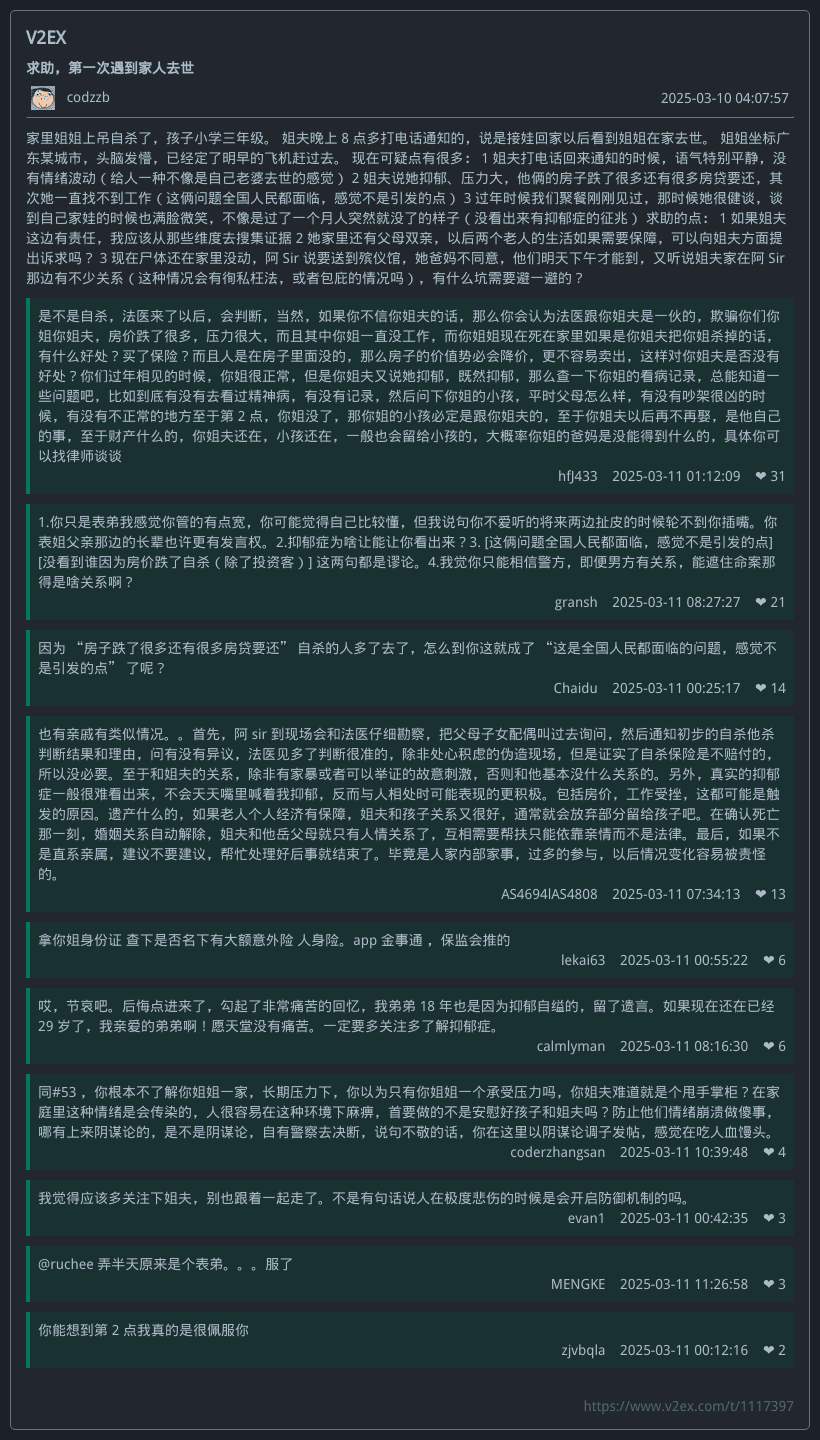 V2EX
求助，第一次遇到家人去世
codzzb 2025-03-10 04:07:57
家里姐姐上吊自杀了，孩子小学三年级。 姐夫晚上 8 点多打电话通知的，说是接娃回家以后看到姐姐在家去世。 姐姐坐标广
东某城市，头脑发懵，已经定了明早的飞机赶过去。 现在可疑点有很多： 1 姐夫打电话回来通知的时候，语气特别平静，没
有情绪波动（给人一种不像是自己老婆去世的感觉）2 姐夫说她抑郁、压力大，他俩的房子跌了很多还有很多房贷要还，其
次她一直找不到工作（这俩问题全国人民都面临，感觉不是引发的点）3 过年时候我们聚餐刚刚见过，那时候她很健谈，谈
到自己家娃的时候也满脸微笑，不像是过了一个月人突然就没了的样子（没看出来有抑郁症的征兆） 求助的点： 1 如果姐夫
这边有责任，我应该从那些维度去搜集证据 2 她家里还有父母双亲，以后两个老人的生活如果需要保障，可以向姐夫方面提
出诉求吗？ 3 现在尸体还在家里没动，阿 Sir 说要送到殡仪馆，她爸妈不同意，他们明天下午才能到，又听说姐夫家在阿 Sir
那边有不少关系（这种情况会有徇私枉法，或者包庇的情况吗），有什么坑需要避一避的？
是不是自杀，法医来了以后，会判断，当然，如果你不信你姐夫的话，那么你会认为法医跟你姐夫是一伙的，欺骗你们你
姐你姐夫，房价跌了很多，压力很大，而且其中你姐一直没工作，而你姐姐现在死在家里如果是你姐夫把你姐杀掉的话，
有什么好处？买了保险？而且人是在房子里面没的，那么房子的价值势必会降价，更不容易卖出，这样对你姐夫是否没有
好处？你们过年相见的时候，你姐很正常，但是你姐夫又说她抑郁，既然抑郁，那么查一下你姐的看病记录，总能知道一
些问题吧，比如到底有没有去看过精神病，有没有记录，然后问下你姐的小孩，平时父母怎么样，有没有吵架很凶的时
候，有没有不正常的地方至于第 2 点，你姐没了，那你姐的小孩必定是跟你姐夫的，至于你姐夫以后再不再娶，是他自己
的事，至于财产什么的，你姐夫还在，小孩还在，一般也会留给小孩的，大概率你姐的爸妈是没能得到什么的，具体你可
以找律师谈谈
hfJ433 2025-03-11 01:12:09 ❤ 31
1.你只是表弟我感觉你管的有点宽，你可能觉得自己比较懂，但我说句你不爱听的将来两边扯皮的时候轮不到你插嘴。你
表姐父亲那边的长辈也许更有发言权。2.抑郁症为啥让能让你看出来？3. [这俩问题全国人民都面临，感觉不是引发的点]
[没看到谁因为房价跌了自杀（除了投资客）] 这两句都是谬论。4.我觉你只能相信警方，即便男方有关系，能遮住命案那
得是啥关系啊？
gransh 2025-03-11 08:27:27 ❤ 21
因为 “房子跌了很多还有很多房贷要还” 自杀的人多了去了，怎么到你这就成了 “这是全国人民都面临的问题，感觉不
是引发的点” 了呢？
Chaidu 2025-03-11 00:25:17 ❤ 14
也有亲戚有类似情况。。首先，阿 sir 到现场会和法医仔细勘察，把父母子女配偶叫过去询问，然后通知初步的自杀他杀
判断结果和理由，问有没有异议，法医见多了判断很准的，除非处心积虑的伪造现场，但是证实了自杀保险是不赔付的，
所以没必要。至于和姐夫的关系，除非有家暴或者可以举证的故意刺激，否则和他基本没什么关系的。另外，真实的抑郁
症一般很难看出来，不会天天嘴里喊着我抑郁，反而与人相处时可能表现的更积极。包括房价，工作受挫，这都可能是触
发的原因。遗产什么的，如果老人个人经济有保障，姐夫和孩子关系又很好，通常就会放弃部分留给孩子吧。在确认死亡
那一刻，婚姻关系自动解除，姐夫和他岳父母就只有人情关系了，互相需要帮扶只能依靠亲情而不是法律。最后，如果不
是直系亲属，建议不要建议，帮忙处理好后事就结束了。毕竟是人家内部家事，过多的参与，以后情况变化容易被责怪
的。
AS4694lAS4808 2025-03-11 07:34:13 ❤ 13
拿你姐身份证 查下是否名下有大额意外险 人身险。app 金事通 ，保监会推的
lekai63 2025-03-11 00:55:22 ❤ 6
哎，节哀吧。后悔点进来了，勾起了非常痛苦的回忆，我弟弟 18 年也是因为抑郁自缢的，留了遗言。如果现在还在已经
29 岁了，我亲爱的弟弟啊！愿天堂没有痛苦。一定要多关注多了解抑郁症。
calmlyman 2025-03-11 08:16:30 ❤ 6
同#53 ，你根本不了解你姐姐一家，长期压力下，你以为只有你姐姐一个承受压力吗，你姐夫难道就是个甩手掌柜？在家
庭里这种情绪是会传染的，人很容易在这种环境下麻痹，首要做的不是安慰好孩子和姐夫吗？防止他们情绪崩溃做傻事，
哪有上来阴谋论的，是不是阴谋论，自有警察去决断，说句不敬的话，你在这里以阴谋论调子发帖，感觉在吃人血馒头。
coderzhangsan 2025-03-11 10:39:48 ❤ 4
我觉得应该多关注下姐夫，别也跟着一起走了。不是有句话说人在极度悲伤的时候是会开启防御机制的吗。
evan1 2025-03-11 00:42:35 ❤ 3
@ruchee 弄半天原来是个表弟。。。服了
MENGKE 2025-03-11 11:26:58 ❤ 3
你能想到第 2 点我真的是很佩服你
zjvbqla 2025-03-11 00:12:16 ❤ 2
https://www.v2ex.com/t/1117397